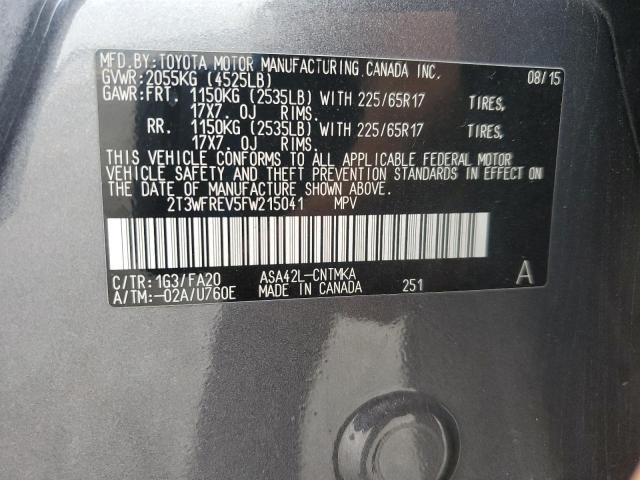 MFD.BY:TOYOTA MOTOR MANUFACTURING CANADA INC. 08/15
GVWR:2055KG (4525LB)
GAWR:FRT. 1150KG (2535LB) WITH 225/65R17 TIRES,
17X7.0J RIMS.
RR. 1150KG (2535LB) WITH 225/65R17 TIRES,
17X7.0J RIMS.
THIS VEHICLE CONFORMS TO ALL APPLICABLE FEDERAL MOTOR
VEHICLE SAFETY AND THEFT PREVENTION STANDARDS IN EFFECT ON
THE DATE OF MANUFACTURE SHOWN ABOVE.
2T3WFREV5FW215041 MPV
C/TR:1G3/FA20 ASA42L-CNTMKA 251 A
A/TM:-02A/U760E MADE IN CANADA